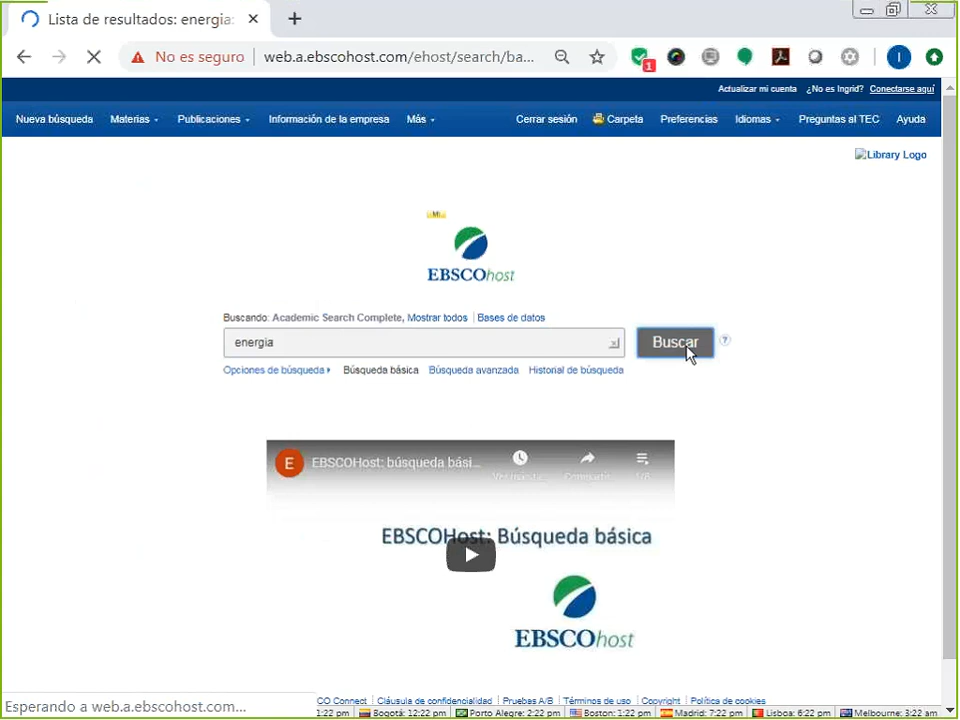 Lista de resultados: energia:
No es seguro web.a.ebscohost.com/ehost/search/ba...
1
I
Actualizar mi cuenta ¿No es Ingrid? Conectarse aquí
Nueva búsqueda Materias Publicaciones Información de la empresa Más Cerrar sesión Carpeta Preferencias Idiomas Preguntas al TEC Ayuda
Library Logo
EBSCOhost
Buscando: Academic Search Complete, Mostrar todos Bases de datos
energia
Buscar
?
Opciones de búsqueda Búsqueda básica Búsqueda avanzada Historial de búsqueda
E
EBSCOHost: búsqueda bási...
Compartir
1/8
EBSCOHost: Búsqueda básica
EBSCOhost
CO Connect Cláusula de confidencialidad Pruebas A/B Términos de uso Copyright Política de cookies
Esperando a web.a.ebscohost.com...
1:22 pm Bogotá: 12:22 pm Porto Alegre: 2:22 pm Boston: 1:22 pm Madrid: 7:22 pm Lisboa: 6:22 pm Melbourne: 3:22 am